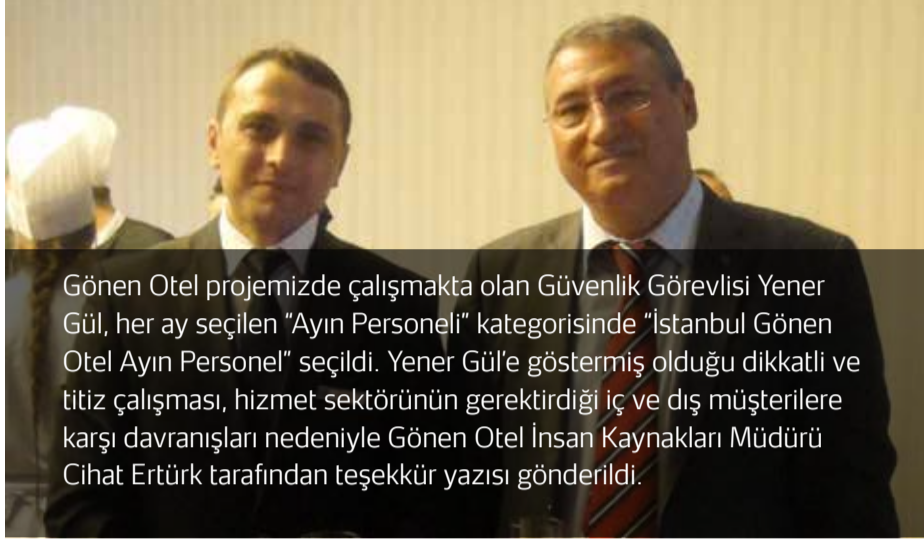 Gönen Otel projemizde çalışmakta olan Güvenlik Görevlisi Yener
Gül, her ay seçilen “Ayın Personeli” kategorisinde “İstanbul Gönen
Otel Ayın Personel” seçildi. Yener Gül’e göstermiş olduğu dikkatli ve
titiz çalışması, hizmet sektörünün gerektirdiği iç ve dış müşterilere
karşı davranışları nedeniyle Gönen Otel İnsan Kaynakları Müdürü
Cihat Ertürk tarafından teşekkür yazısı gönderildi.